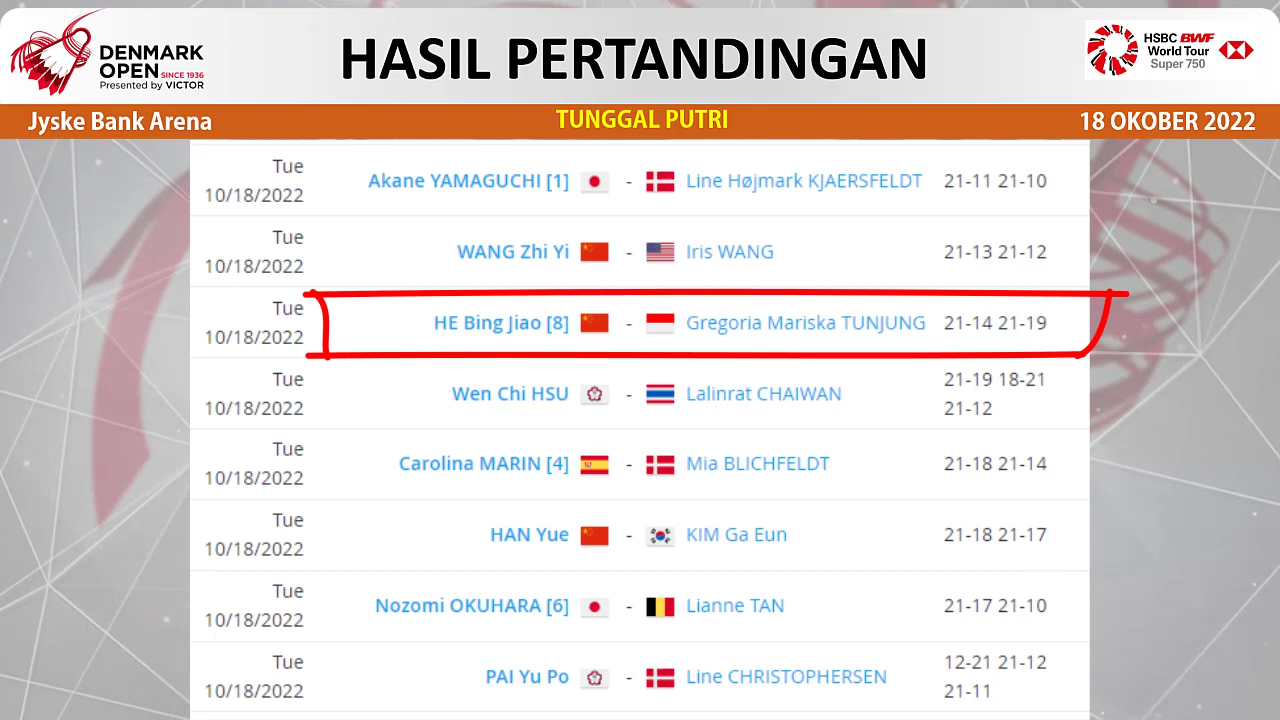 DENMARK
OPEN SINCE 1936
Presented by VICTOR
HASIL PERTANDINGAN
HSBC BWF
World Tour
Super 750
Jyske Bank Arena
TUNGGAL PUTRI
18 OKOBER 2022
Tue
10/18/2022
Akane YAMAGUCHI [1] - Line Højmark KJAERSFELDT 21-11 21-10
Tue
10/18/2022
WANG Zhi Yi - Iris WANG 21-13 21-12
Tue
10/18/2022
HE Bing Jiao [8] - Gregoria Mariska TUNJUNG 21-14 21-19
Tue
10/18/2022
Wen Chi HSU - Lalinrat CHAIWAN 21-19 18-21
21-12
Tue
10/18/2022
Carolina MARIN [4] - Mia BLICHFELDT 21-18 21-14
Tue
10/18/2022
HAN Yue - KIM Ga Eun 21-18 21-17
Tue
10/18/2022
Nozomi OKUHARA [6] - Lianne TAN 21-17 21-10
Tue
10/18/2022
PAI Yu Po - Line CHRISTOPHERSEN 12-21 21-12
21-11